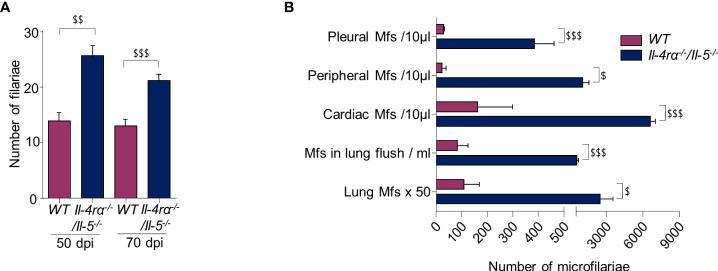 A
$$
$$$
Number of filariae
30
20
10
0
WT Il-4rα-/- /Il-5-/- WT Il-4rα-/- /Il-5-/-
50 dpi 70 dpi
B
WT
Il-4rα-/-/Il-5-/-
Pleural Mfs /10µl $$$
Peripheral Mfs /10µl $
Cardiac Mfs /10µl $$$
Mfs in lung flush / ml $$$
Lung Mfs x 50 $
0 100 200 300 400 500 3000 6000 9000
Number of microfilariae